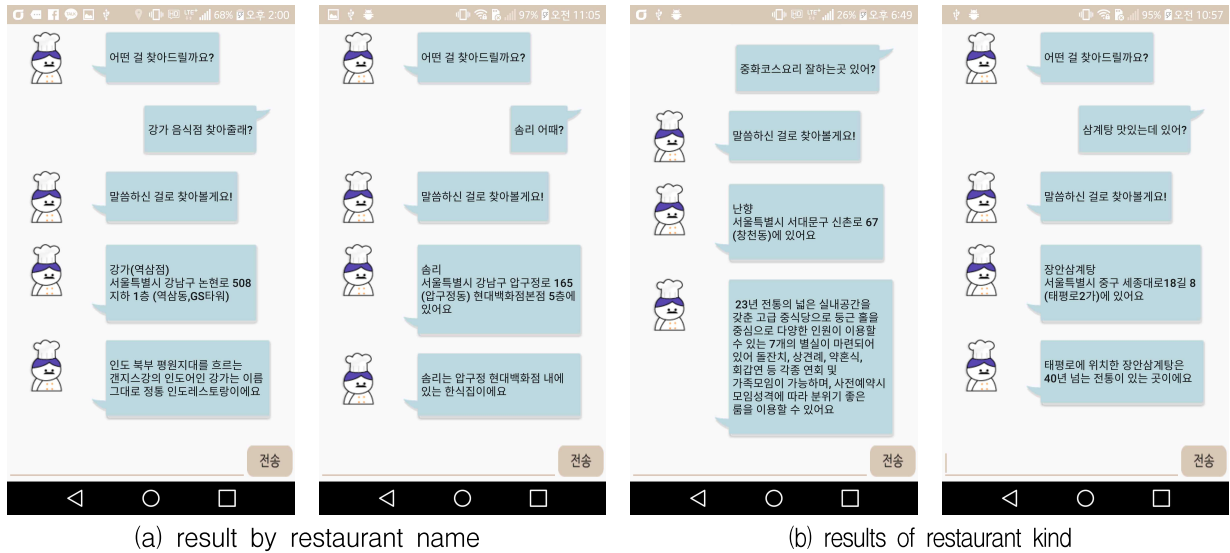 68% 오후 2:00
어떤 걸 찾아드릴까요?
강가 음식점 찾아줄래?
말씀하신 걸로 찾아볼게요!
강가(역삼점)
서울특별시 강남구 논현로 508
지하 1층 (역삼동,GS타워)
인도 북부 평원지대를 흐르는
갠지스강의 인도어인 강가는 이름
그대로 정통 인도레스토랑이에요
전송
97% 오전 11:05
어떤 걸 찾아드릴까요?
솜리 어때?
말씀하신 걸로 찾아볼게요!
솜리
서울특별시 강남구 압구정로 165
(압구정동) 현대백화점본점 5층에
있어요
솜리는 압구정 현대백화점 내에
있는 한식집이에요
전송
(a) result by restaurant name
26% 오후 6:49
중화코스요리 잘하는곳 있어?
말씀하신 걸로 찾아볼게요!
난향
서울특별시 서대문구 신촌로 67
(창천동)에 있어요
23년 전통의 넓은 실내공간을
갖춘 고급 중식당으로 둥근 홀을
중심으로 다양한 인원이 이용할
수 있는 7개의 별실이 마련되어
있어 돌잔치, 상견례, 약혼식,
회갑연 등 각종 연회 및
가족모임이 가능하며, 사전예약시
모임성격에 따라 분위기 좋은
룸을 이용할 수 있어요
전송
95% 오전 10:57
어떤 걸 찾아드릴까요?
삼계탕 맛있는데 있어?
말씀하신 걸로 찾아볼게요!
장안삼계탕
서울특별시 중구 세종대로18길 8
(태평로2가)에 있어요
태평로에 위치한 장안삼계탕은
40년 넘는 전통이 있는 곳이에요
전송
(b) results of restaurant kind